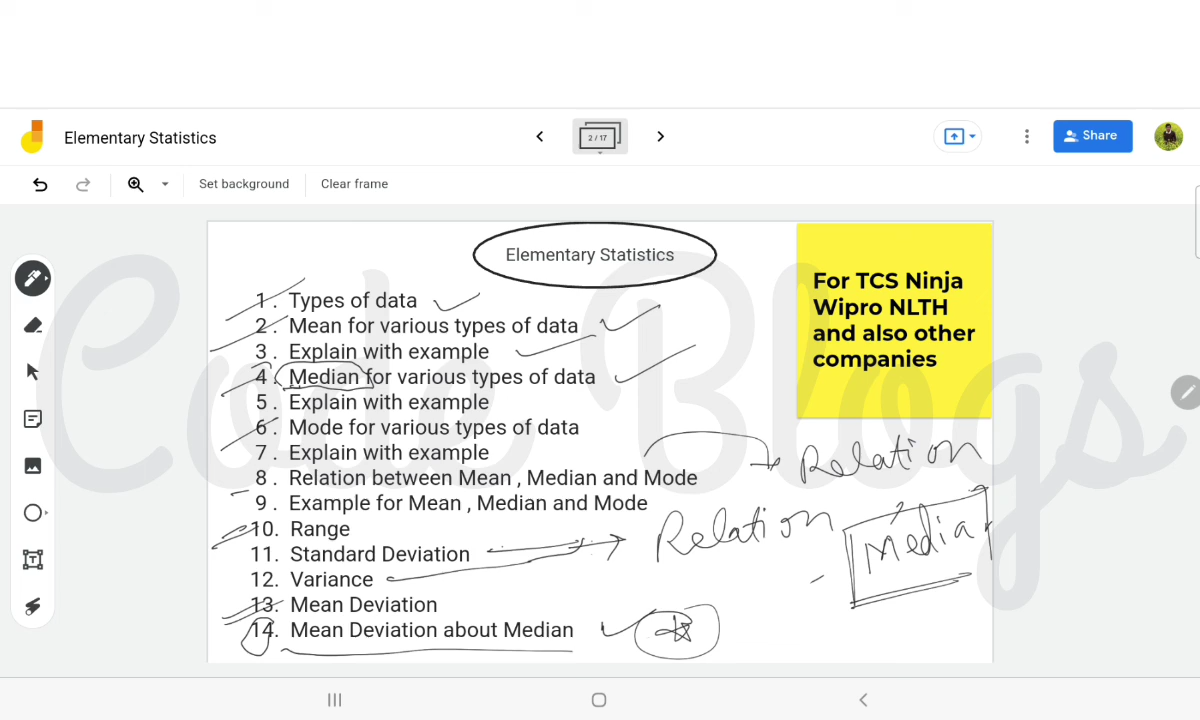 Elementary Statistics
2 / 17
Share
Set background
Clear frame
Elementary Statistics
For TCS Ninja
Wipro NLTH
and also other
companies
1. Types of data
2. Mean for various types of data
3. Explain with example
4. Median for various types of data
5. Explain with example
6. Mode for various types of data
7. Explain with example
8. Relation between Mean , Median and Mode
9. Example for Mean , Median and Mode
10. Range
11. Standard Deviation
12. Variance
13. Mean Deviation
14. Mean Deviation about Median
Relation
Relation
Media
Code Blogs